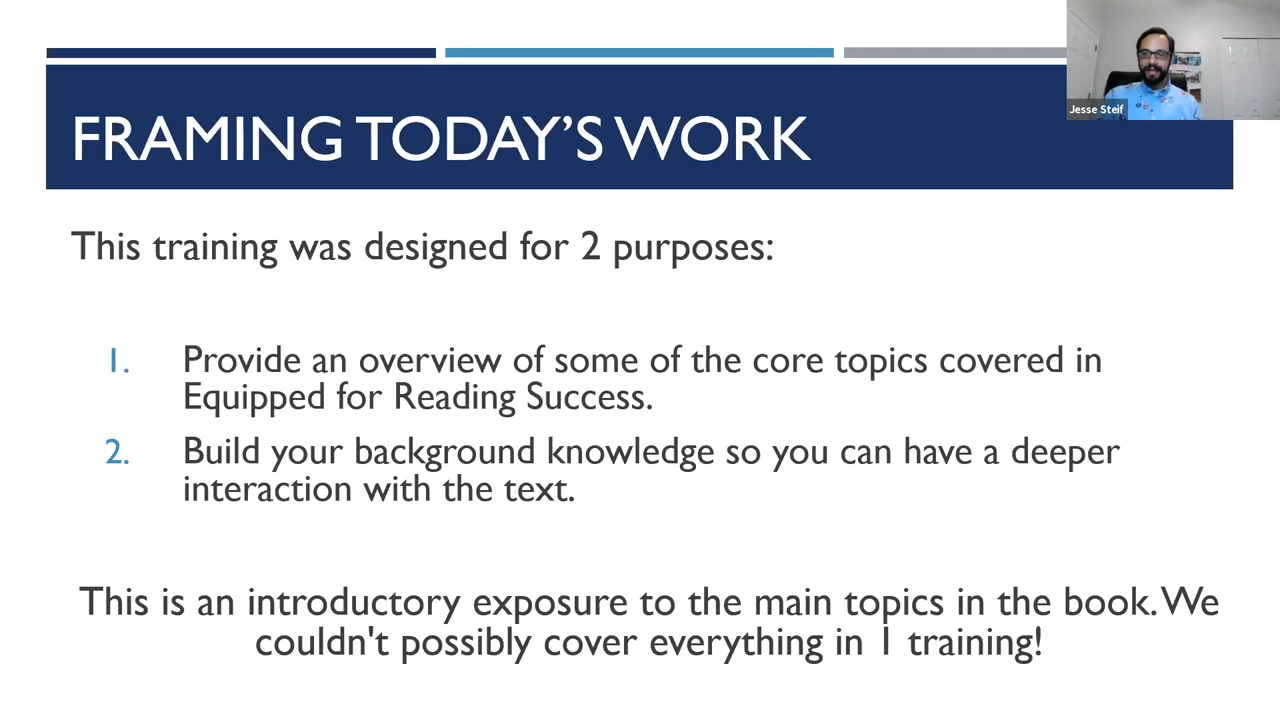 Jesse Steif
FRAMING TODAY’S WORK
This training was designed for 2 purposes:
1. Provide an overview of some of the core topics covered in
Equipped for Reading Success.
2. Build your background knowledge so you can have a deeper
interaction with the text.
This is an introductory exposure to the main topics in the book. We
couldn't possibly cover everything in 1 training!